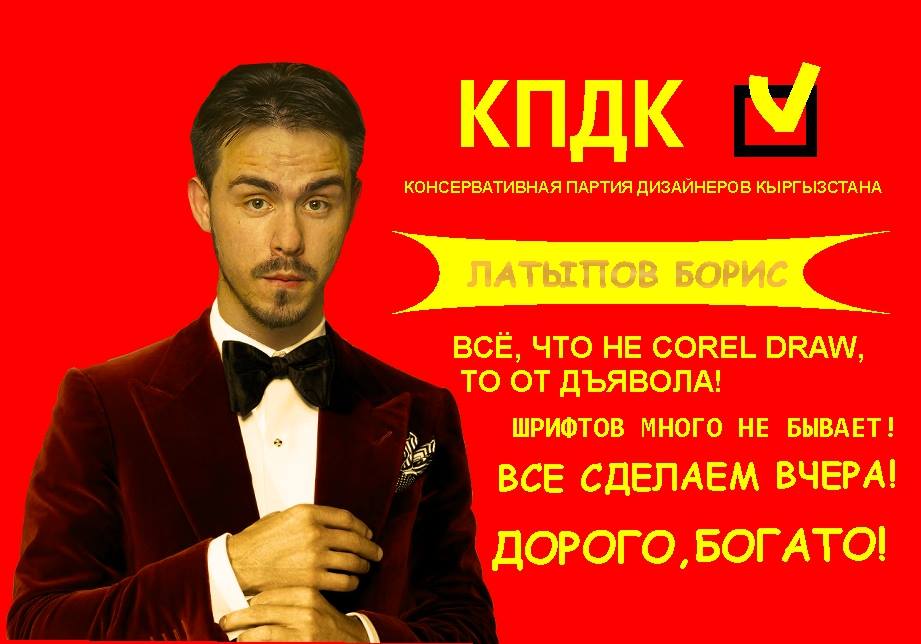 КПДК
КОНСЕРВАТИВНАЯ ПАРТИЯ ДИЗАЙНЕРОВ КЫРГЫЗСТАНА
ЛАТЫПОВ БОРИС
ВСЁ, ЧТО НЕ COREL DRAW,
ТО ОТ ДЪЯВОЛА!
ШРИФТОВ МНОГО НЕ БЫВАЕТ!
ВСЕ СДЕЛАЕМ ВЧЕРА!
ДОРОГО,БОГАТО!